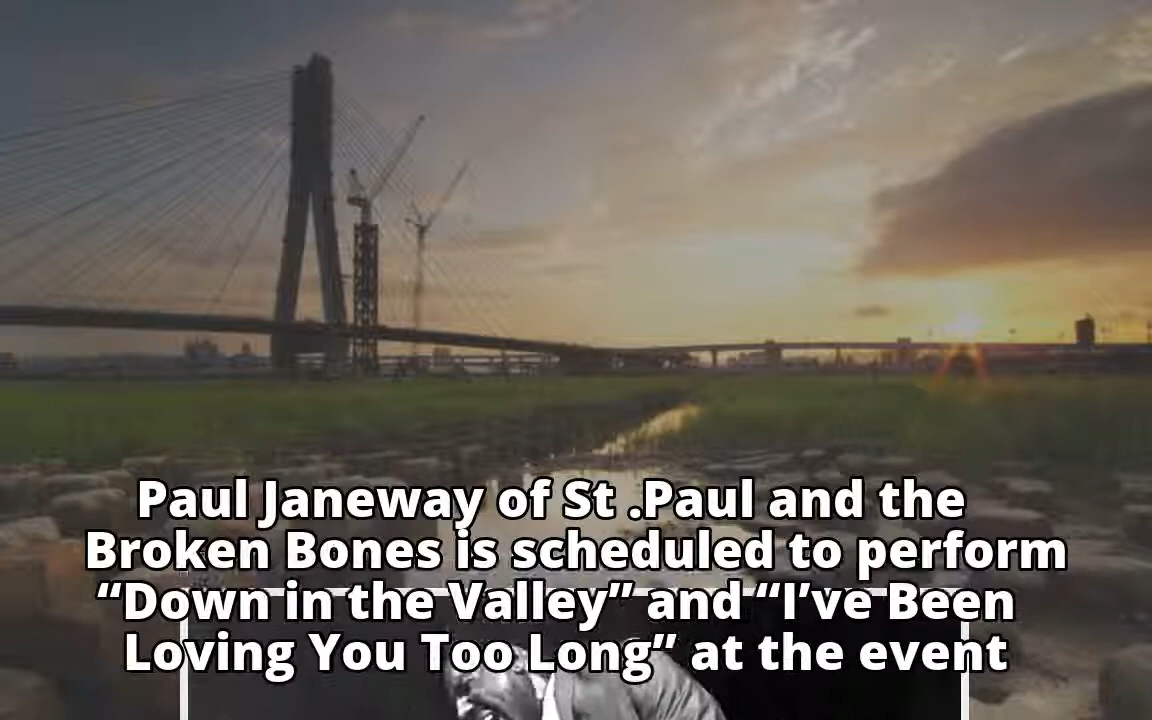 Paul Janeway of St .Paul and the
Broken Bones is scheduled to perform
“Down in the Valley” and “I’ve Been
Loving You Too Long” at the event